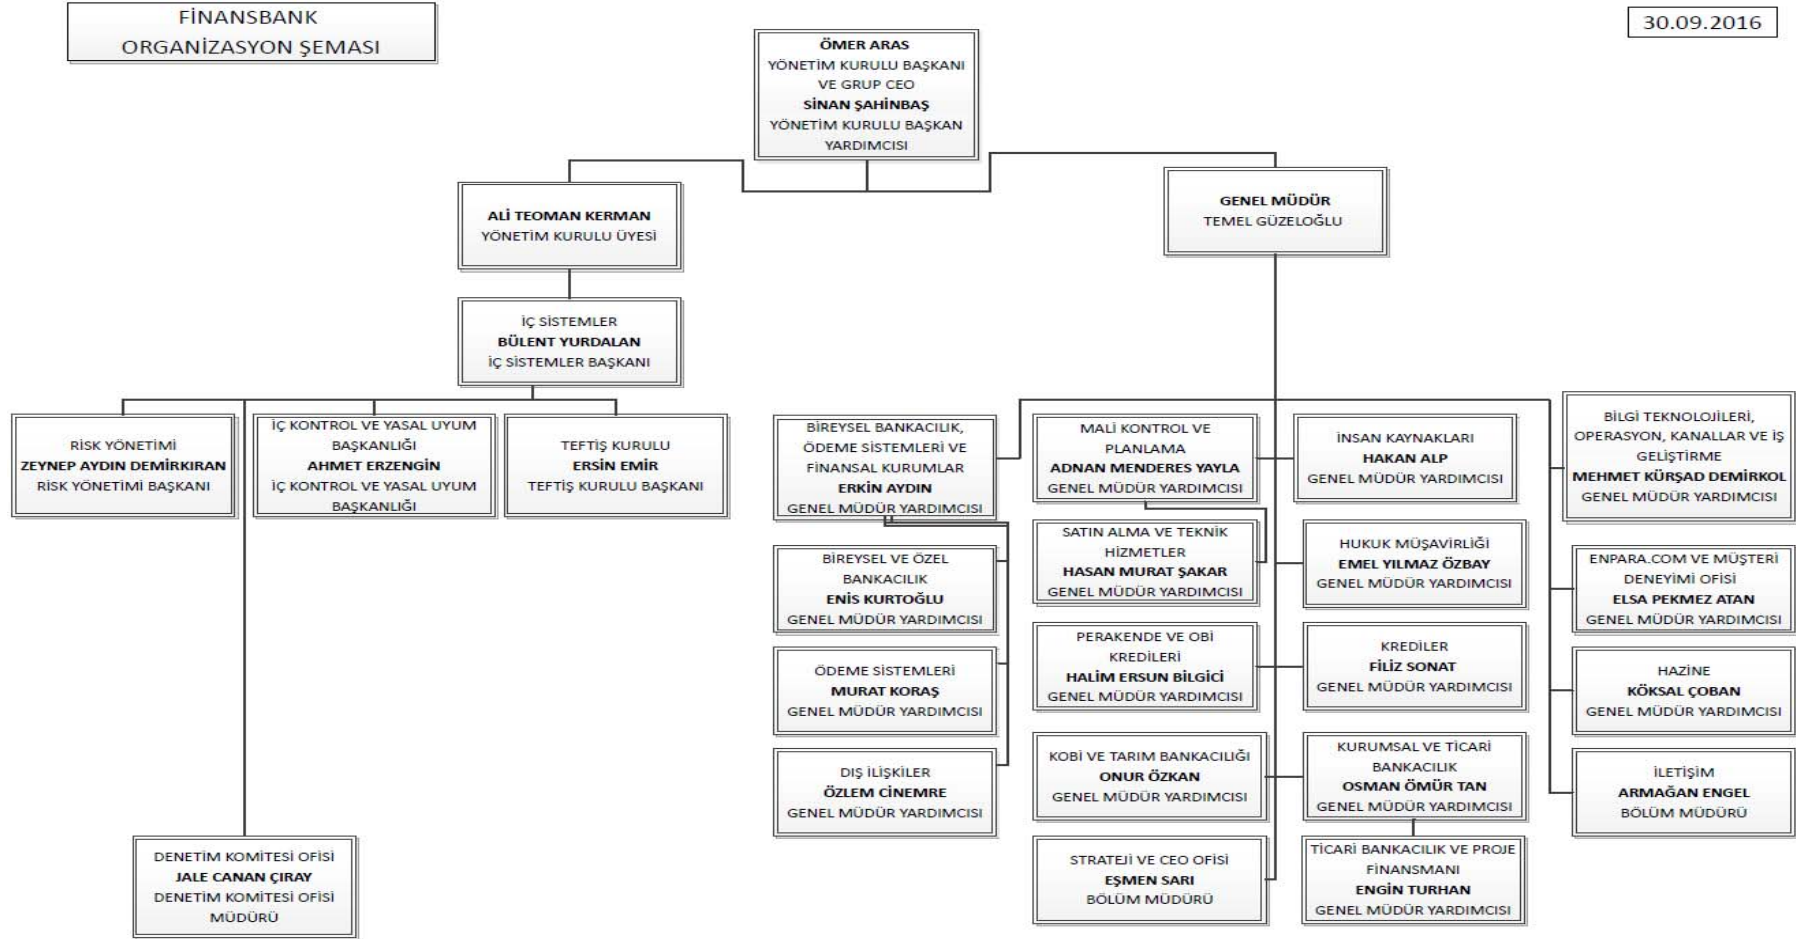 FİNANSBANK
ORGANİZASYON ŞEMASI
30.09.2016
ÖMER ARAS
YÖNETİM KURULU BAŞKANI
VE GRUP CEO
SİNAN ŞAHİNBAŞ
YÖNETİM KURULU BAŞKAN
YARDIMCISI
ALİ TEOMAN KERMAN
YÖNETİM KURULU ÜYESİ
GENEL MÜDÜR
TEMEL GÜZELOĞLU
İÇ SİSTEMLER
BÜLENT YURDALAN
İÇ SİSTEMLER BAŞKANI
RİSK YÖNETİMİ
ZEYNEP AYDIN DEMİRKIRAN
RİSK YÖNETİMİ BAŞKANI
İÇ KONTROL VE YASAL UYUM
BAŞKANLIĞI
AHMET ERZENGİN
İÇ KONTROL VE YASAL UYUM
BAŞKANLIĞI
TEFTİŞ KURULU
ERSİN EMİR
TEFTİŞ KURULU BAŞKANI
DENETİM KOMİTESİ OFİSİ
JALE CANAN ÇIRAY
DENETİM KOMİTESİ OFİSİ
MÜDÜRÜ
BİREYSEL BANKACILIK,
ÖDEME SİSTEMLERİ VE
FİNANSAL KURUMLAR
ERKİN AYDIN
GENEL MÜDÜR YARDIMCISI
BİREYSEL VE ÖZEL
BANKACILIK
ENİS KURTOĞLU
GENEL MÜDÜR YARDIMCISI
ÖDEME SİSTEMLERİ
MURAT KORAŞ
GENEL MÜDÜR YARDIMCISI
DIŞ İLİŞKİLER
ÖZLEM CİNEMRE
GENEL MÜDÜR YARDIMCISI
MALİ KONTROL VE
PLANLAMA
ADNAN MENDERES YAYLA
GENEL MÜDÜR YARDIMCISI
SATIN ALMA VE TEKNİK
HİZMETLER
HASAN MURAT ŞAKAR
GENEL MÜDÜR YARDIMCISI
PERAKENDE VE OBİ
KREDİLERİ
HALİM ERSUN BİLGİCİ
GENEL MÜDÜR YARDIMCISI
KOBİ VE TARIM BANKACILIĞI
ONUR ÖZKAN
GENEL MÜDÜR YARDIMCISI
STRATEJİ VE CEO OFİSİ
EŞMEN SARI
BÖLÜM MÜDÜRÜ
İNSAN KAYNAKLARI
HAKAN ALP
GENEL MÜDÜR YARDIMCISI
HUKUK MÜŞAVİRLİĞİ
EMEL YILMAZ ÖZBAY
GENEL MÜDÜR YARDIMCISI
KREDİLER
FİLİZ SONAT
GENEL MÜDÜR YARDIMCISI
KURUMSAL VE TİCARİ
BANKACILIK
OSMAN ÖMÜR TAN
GENEL MÜDÜR YARDIMCISI
TİCARİ BANKACILIK VE PROJE
FİNANSMANI
ENGİN TURHAN
GENEL MÜDÜR YARDIMCISI
BİLGİ TEKNOLOJİLERİ,
OPERASYON, KANALLAR VE İŞ
GELİŞTİRME
MEHMET KÜRŞAD DEMİRKOL
GENEL MÜDÜR YARDIMCISI
ENPARA.COM VE MÜŞTERİ
DENEYİMİ OFİSİ
ELSA PEKMEZ ATAN
GENEL MÜDÜR YARDIMCISI
HAZİNE
KÖKSAL ÇOBAN
GENEL MÜDÜR YARDIMCISI
İLETİŞİM
ARMAĞAN ENGEL
BÖLÜM MÜDÜRÜ